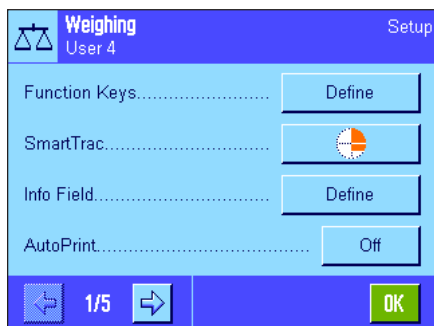 Weighing
Setup
User 4
Function Keys........................ Define
SmartTrac................................
Info Field................................ Define
AutoPrint...................................... Off
1/5
OK